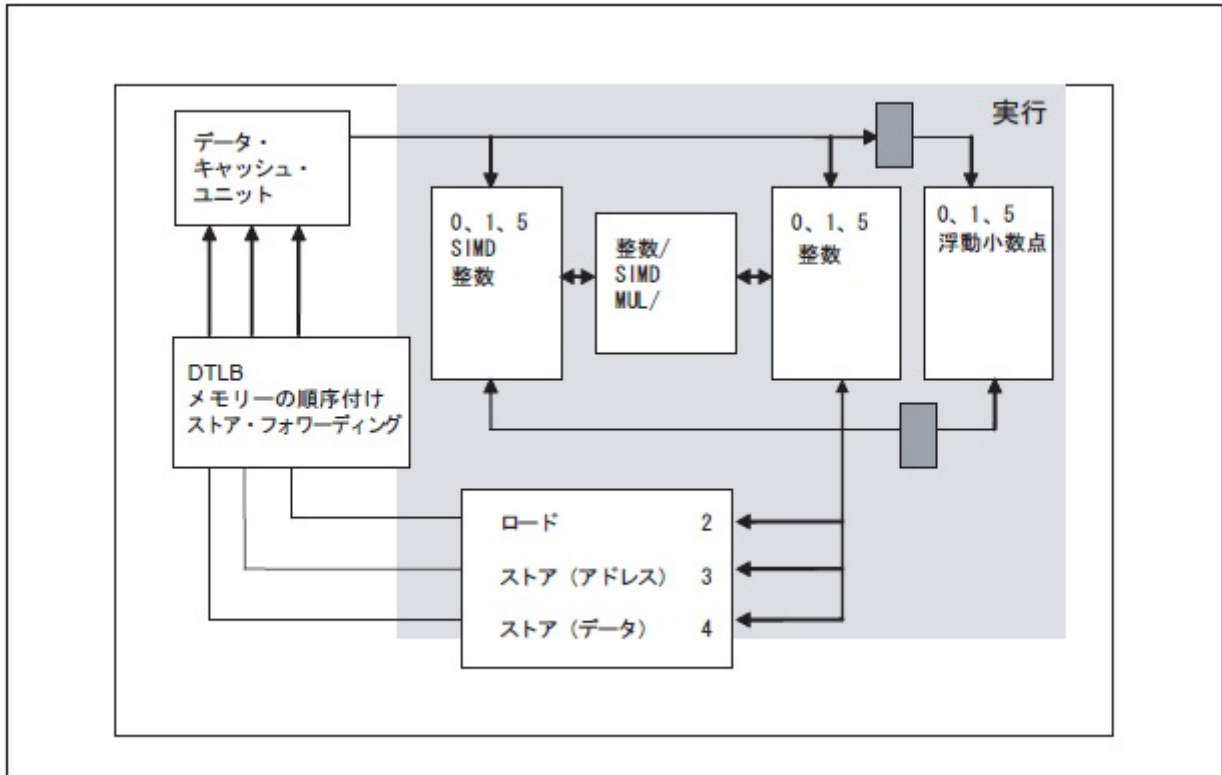 実行
データ・
キャッシュ・
ユニット
0、1、5
SIMD
整数
整数/
SIMD
MUL/
0、1、5
整数
0、1、5
浮動小数点
DTLB
メモリーの順序付け
ストア・フォワーディング
ロード 2
ストア（アドレス） 3
ストア（データ） 4